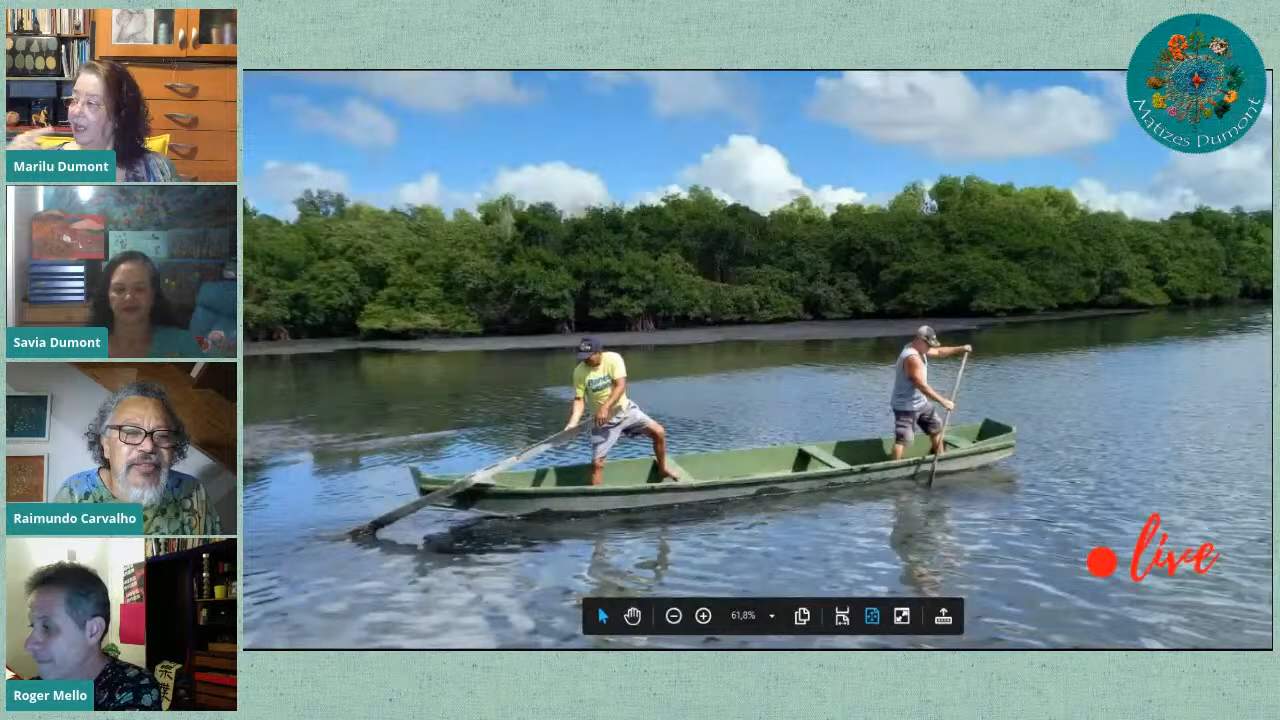 Marilu Dumont
Savia Dumont
Raimundo Carvalho
Roger Mello
Matizes Dumont
live
61,8%